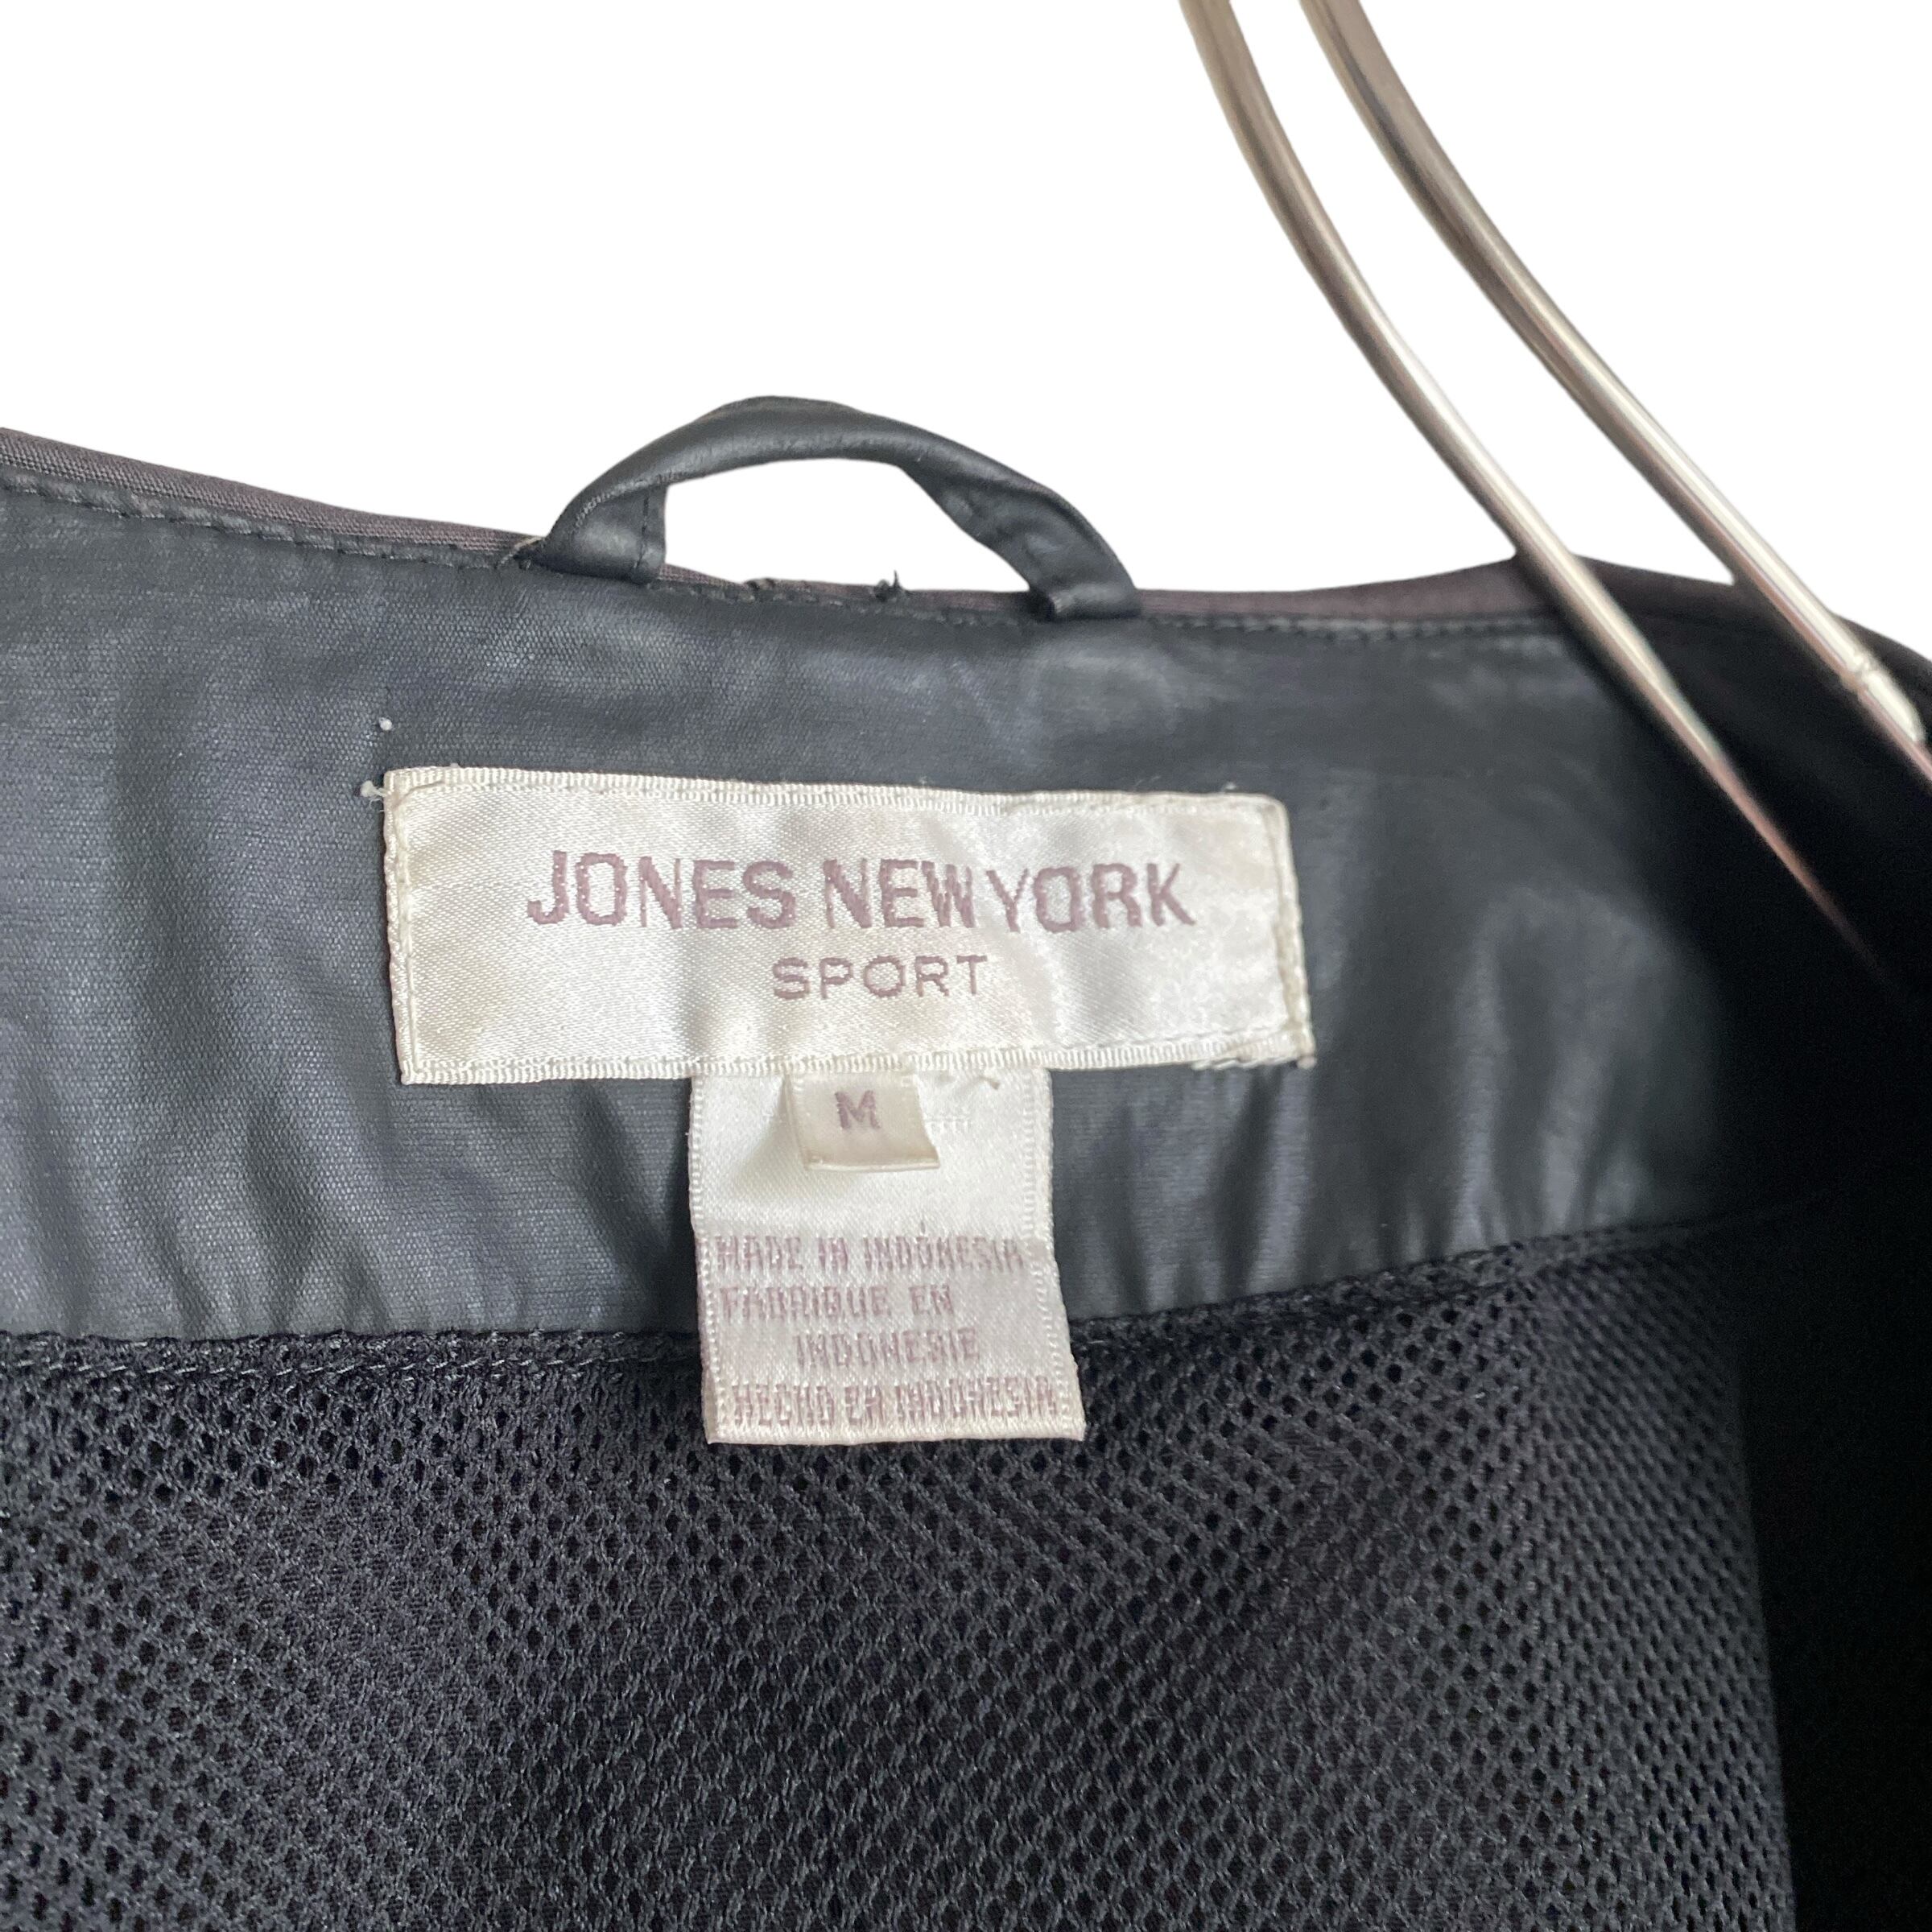 JONES NEW YORK
SPORT
M
MADE IN INDONESIA
FABRIQUE EN
INDONESIE
HECHO EN INDONESIA